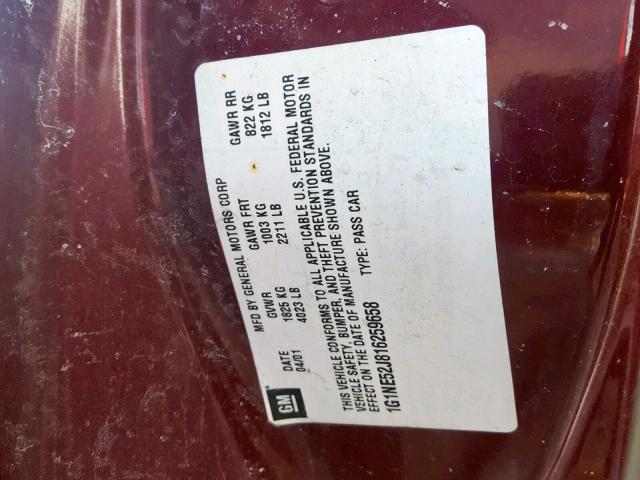 GM
MFD BY GENERAL MOTORS CORP
DATE GVWR GAWR FRT GAWR RR
04/01 1825 KG 1003 KG 822 KG
4023 LB 2211 LB 1812 LB
THIS VEHICLE CONFORMS TO ALL APPLICABLE U.S. FEDERAL MOTOR
VEHICLE SAFETY, BUMPER, AND THEFT PREVENTION STANDARDS IN
EFFECT ON THE DATE OF MANUFACTURE SHOWN ABOVE.
1G1NE52J816259658 TYPE: PASS CAR